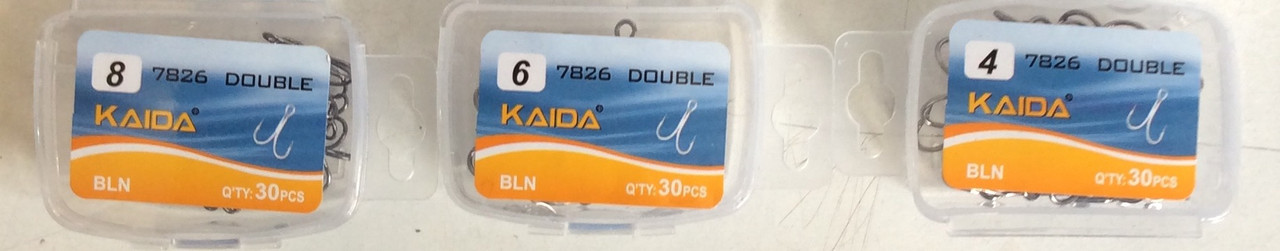 8 7826 DOUBLE
KAIDA®
BLN Q'TY: 30PCS
6 7826 DOUBLE
KAIDA®
BLN Q'TY: 30PCS
4 7826 DOUBLE
KAIDA®
BLN Q'TY: 30PCS